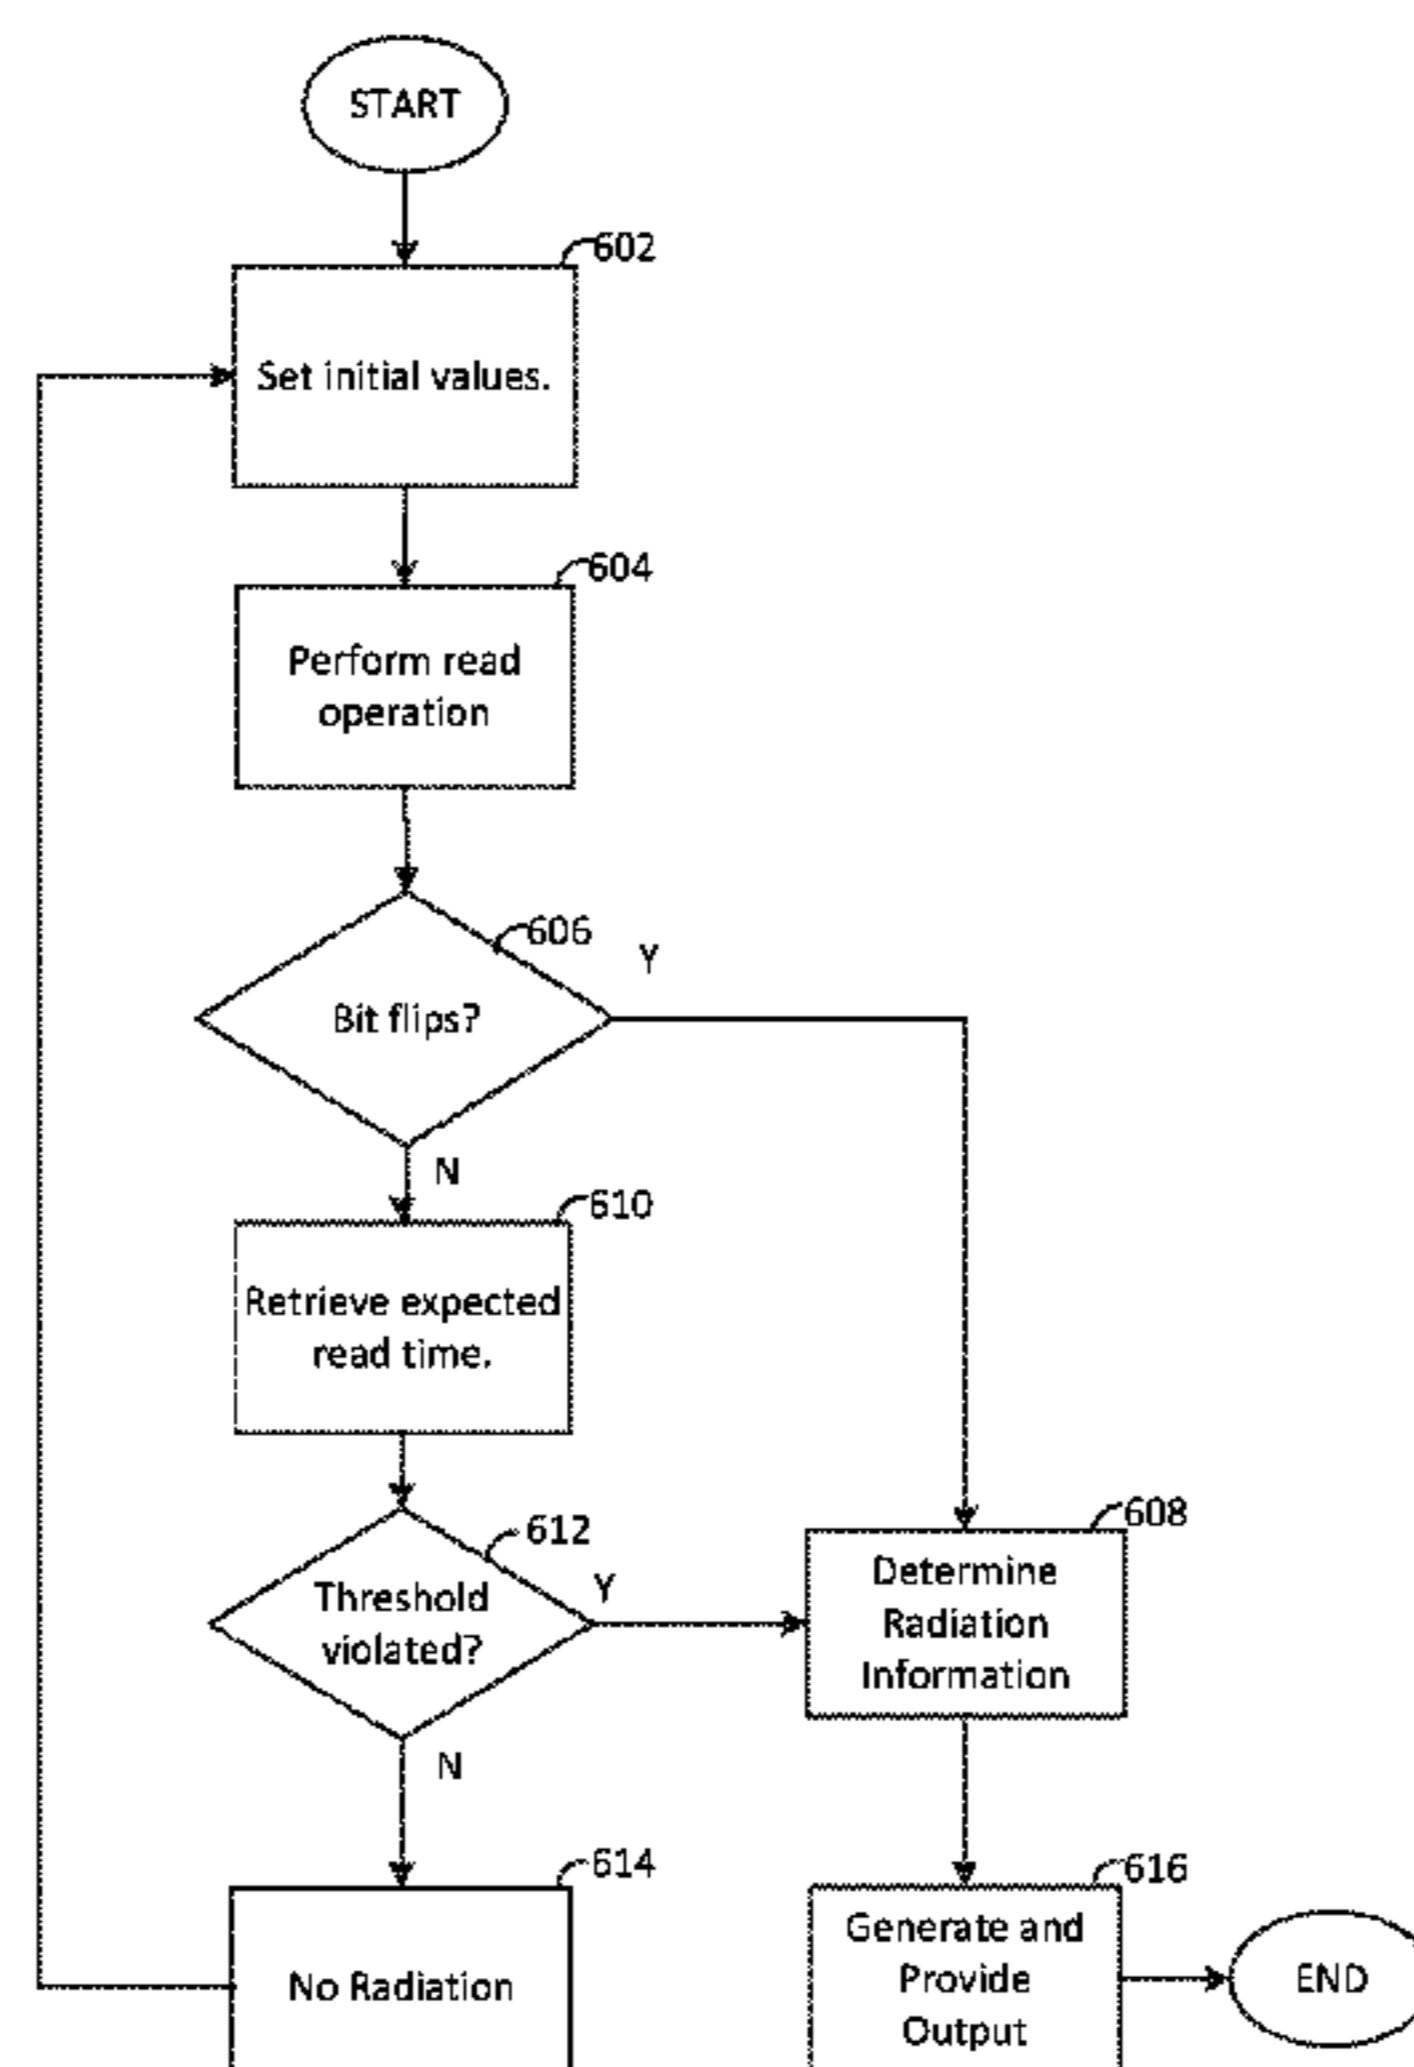 START
602
Set initial values.
604
Perform read
operation
606
Y
Bit flips?
N
610
Retrieve expected
read time.
612
Y
Threshold
violated?
608
Determine
Radiation
Information
N
614
No Radiation
616
Generate and
Provide
Output
END